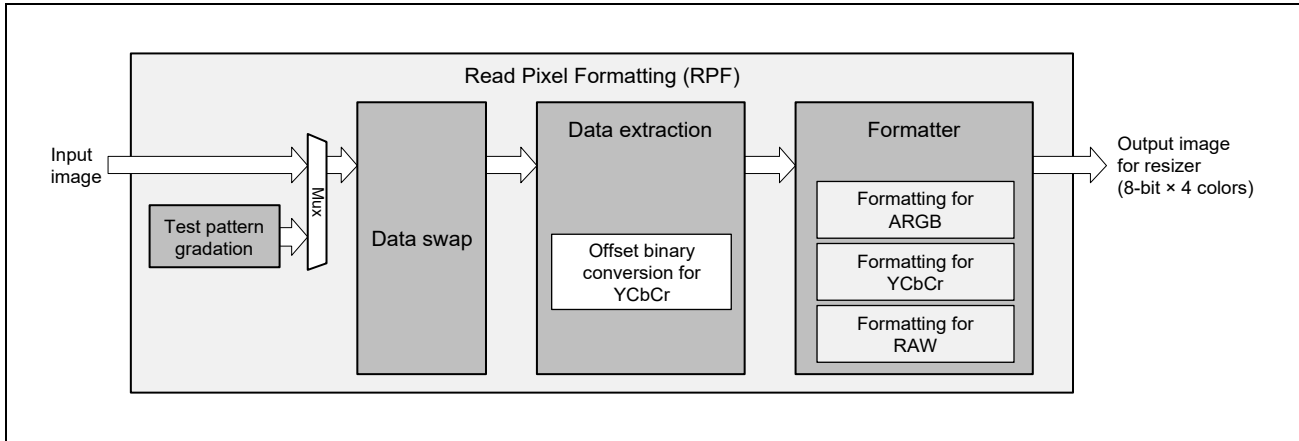 Read Pixel Formatting (RPF)
Input
image
Mux
Test pattern
gradation
Data swap
Data extraction
Offset binary
conversion for
YCbCr
Formatter
Formatting for
ARGB
Formatting for
YCbCr
Formatting for
RAW
Output image
for resizer
(8-bit × 4 colors)